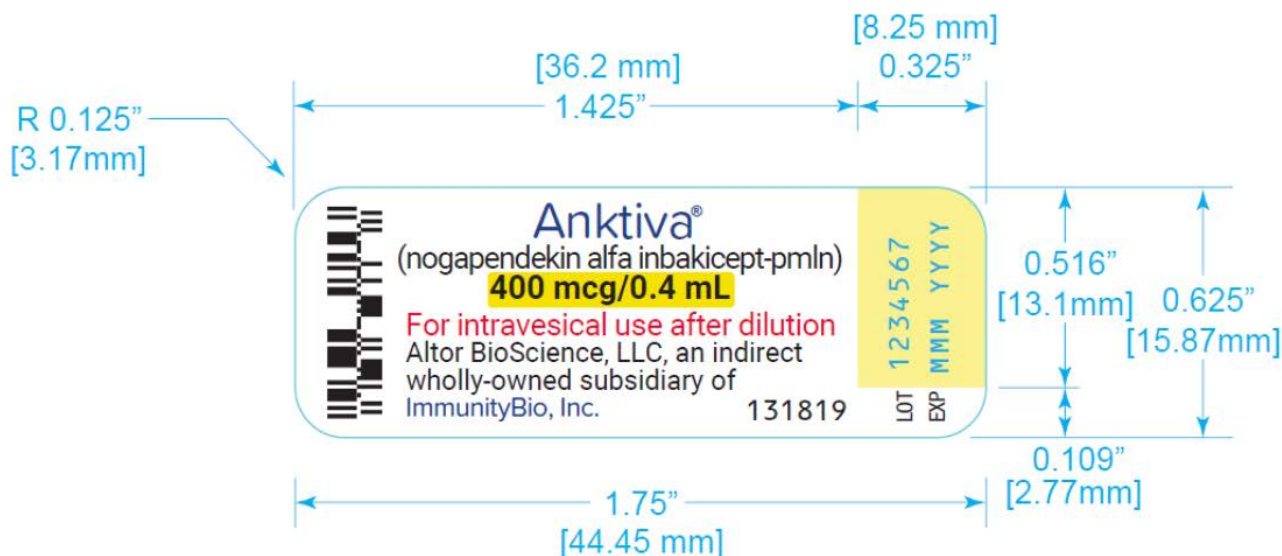 [8.25 mm]
0.325”
[36.2 mm]
1.425”
R 0.125”
[3.17mm]
Anktiva®
(nogapendekin alfa inbakicept-pmln)
400 mcg/0.4 mL
For intravesical use after dilution
Altor BioScience, LLC, an indirect
wholly-owned subsidiary of
ImmunityBio, Inc.
131819
LOT 1234567
EXP MMM YYYY
0.516”
[13.1mm]
0.625”
[15.87mm]
0.109”
[2.77mm]
1.75”
[44.45 mm]